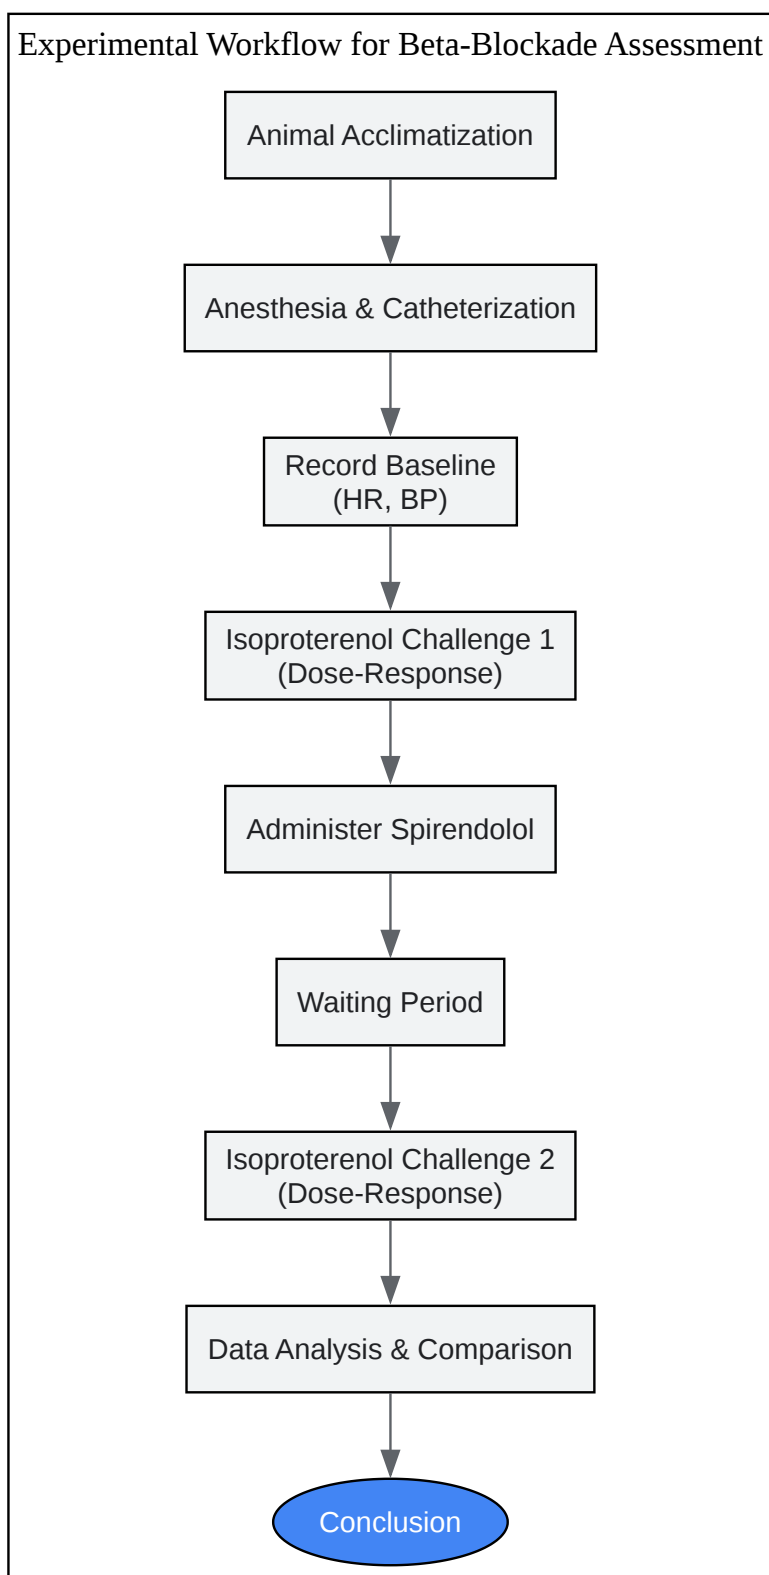 Experimental Workflow for Beta-Blockade Assessment
Animal Acclimatization
Anesthesia & Catheterization
Record Baseline
(HR, BP)
Isoproterenol Challenge 1
(Dose-Response)
Administer Spirendolol
Waiting Period
Isoproterenol Challenge 2
(Dose-Response)
Data Analysis & Comparison
Conclusion